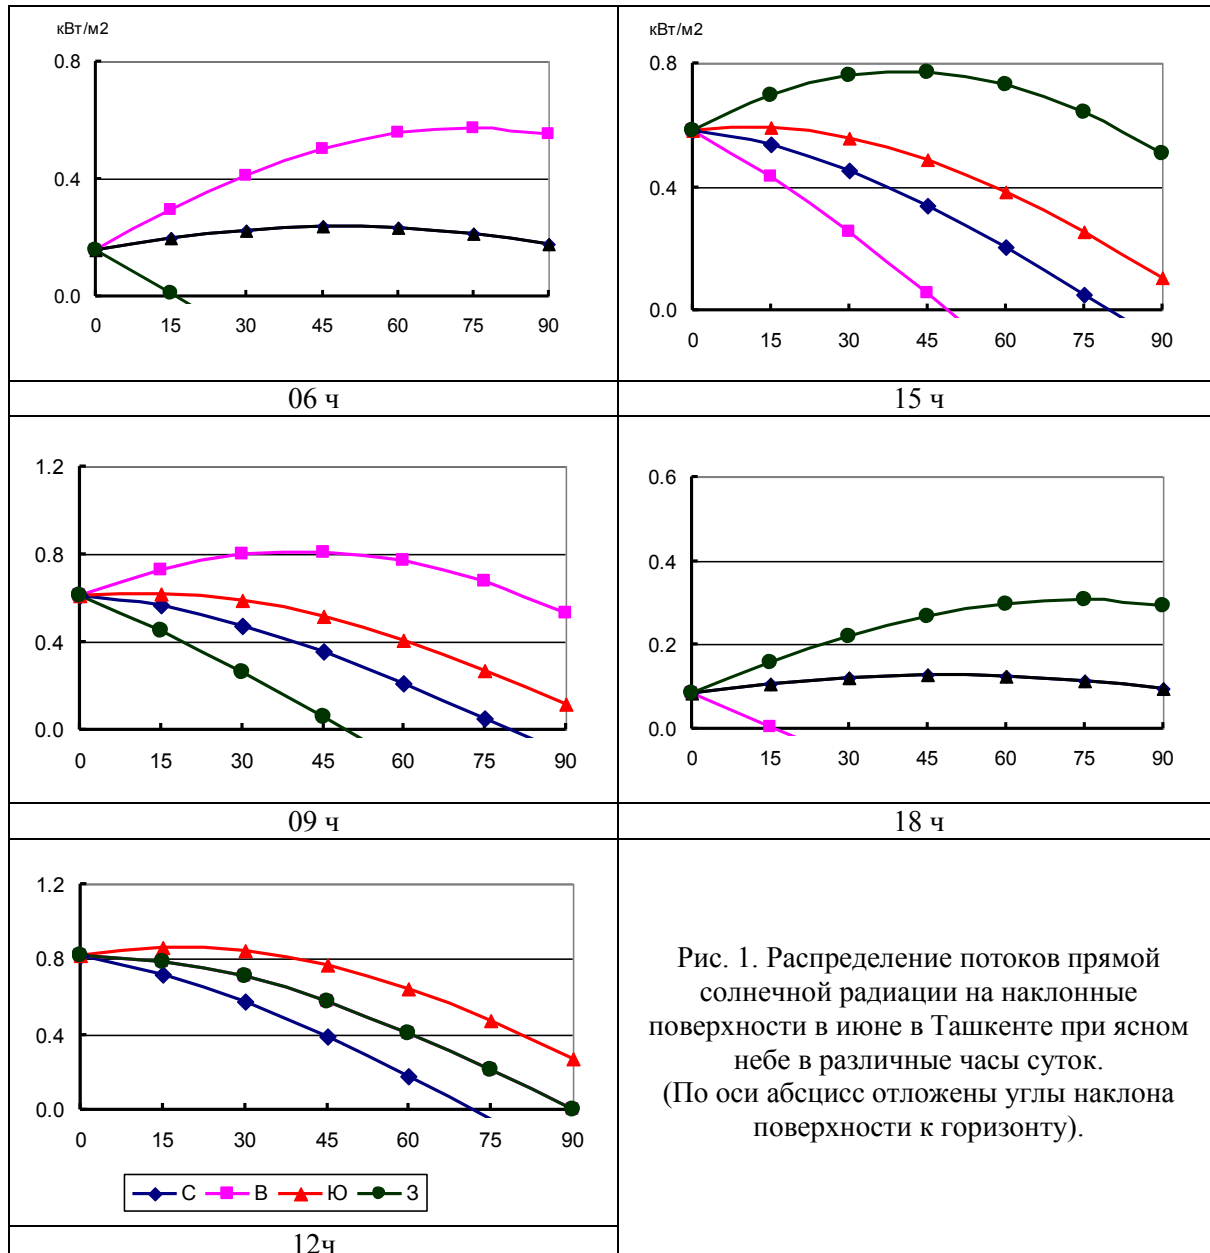 кВт/м2
0.8
0.4
0.0
0 15 30 45 60 75 90
06 ч
кВт/м2
0.8
0.4
0.0
0 15 30 45 60 75 90
15 ч
1.2
0.8
0.4
0.0
0 15 30 45 60 75 90
09 ч
0.6
0.4
0.2
0.0
0 15 30 45 60 75 90
18 ч
1.2
0.8
0.4
0.0
0 15 30 45 60 75 90
С В Ю З
12ч
Рис. 1. Распределение потоков прямой
солнечной радиации на наклонные
поверхности в июне в Ташкенте при ясном
небе в различные часы суток.
(По оси абсцисс отложены углы наклона
поверхности к горизонту).